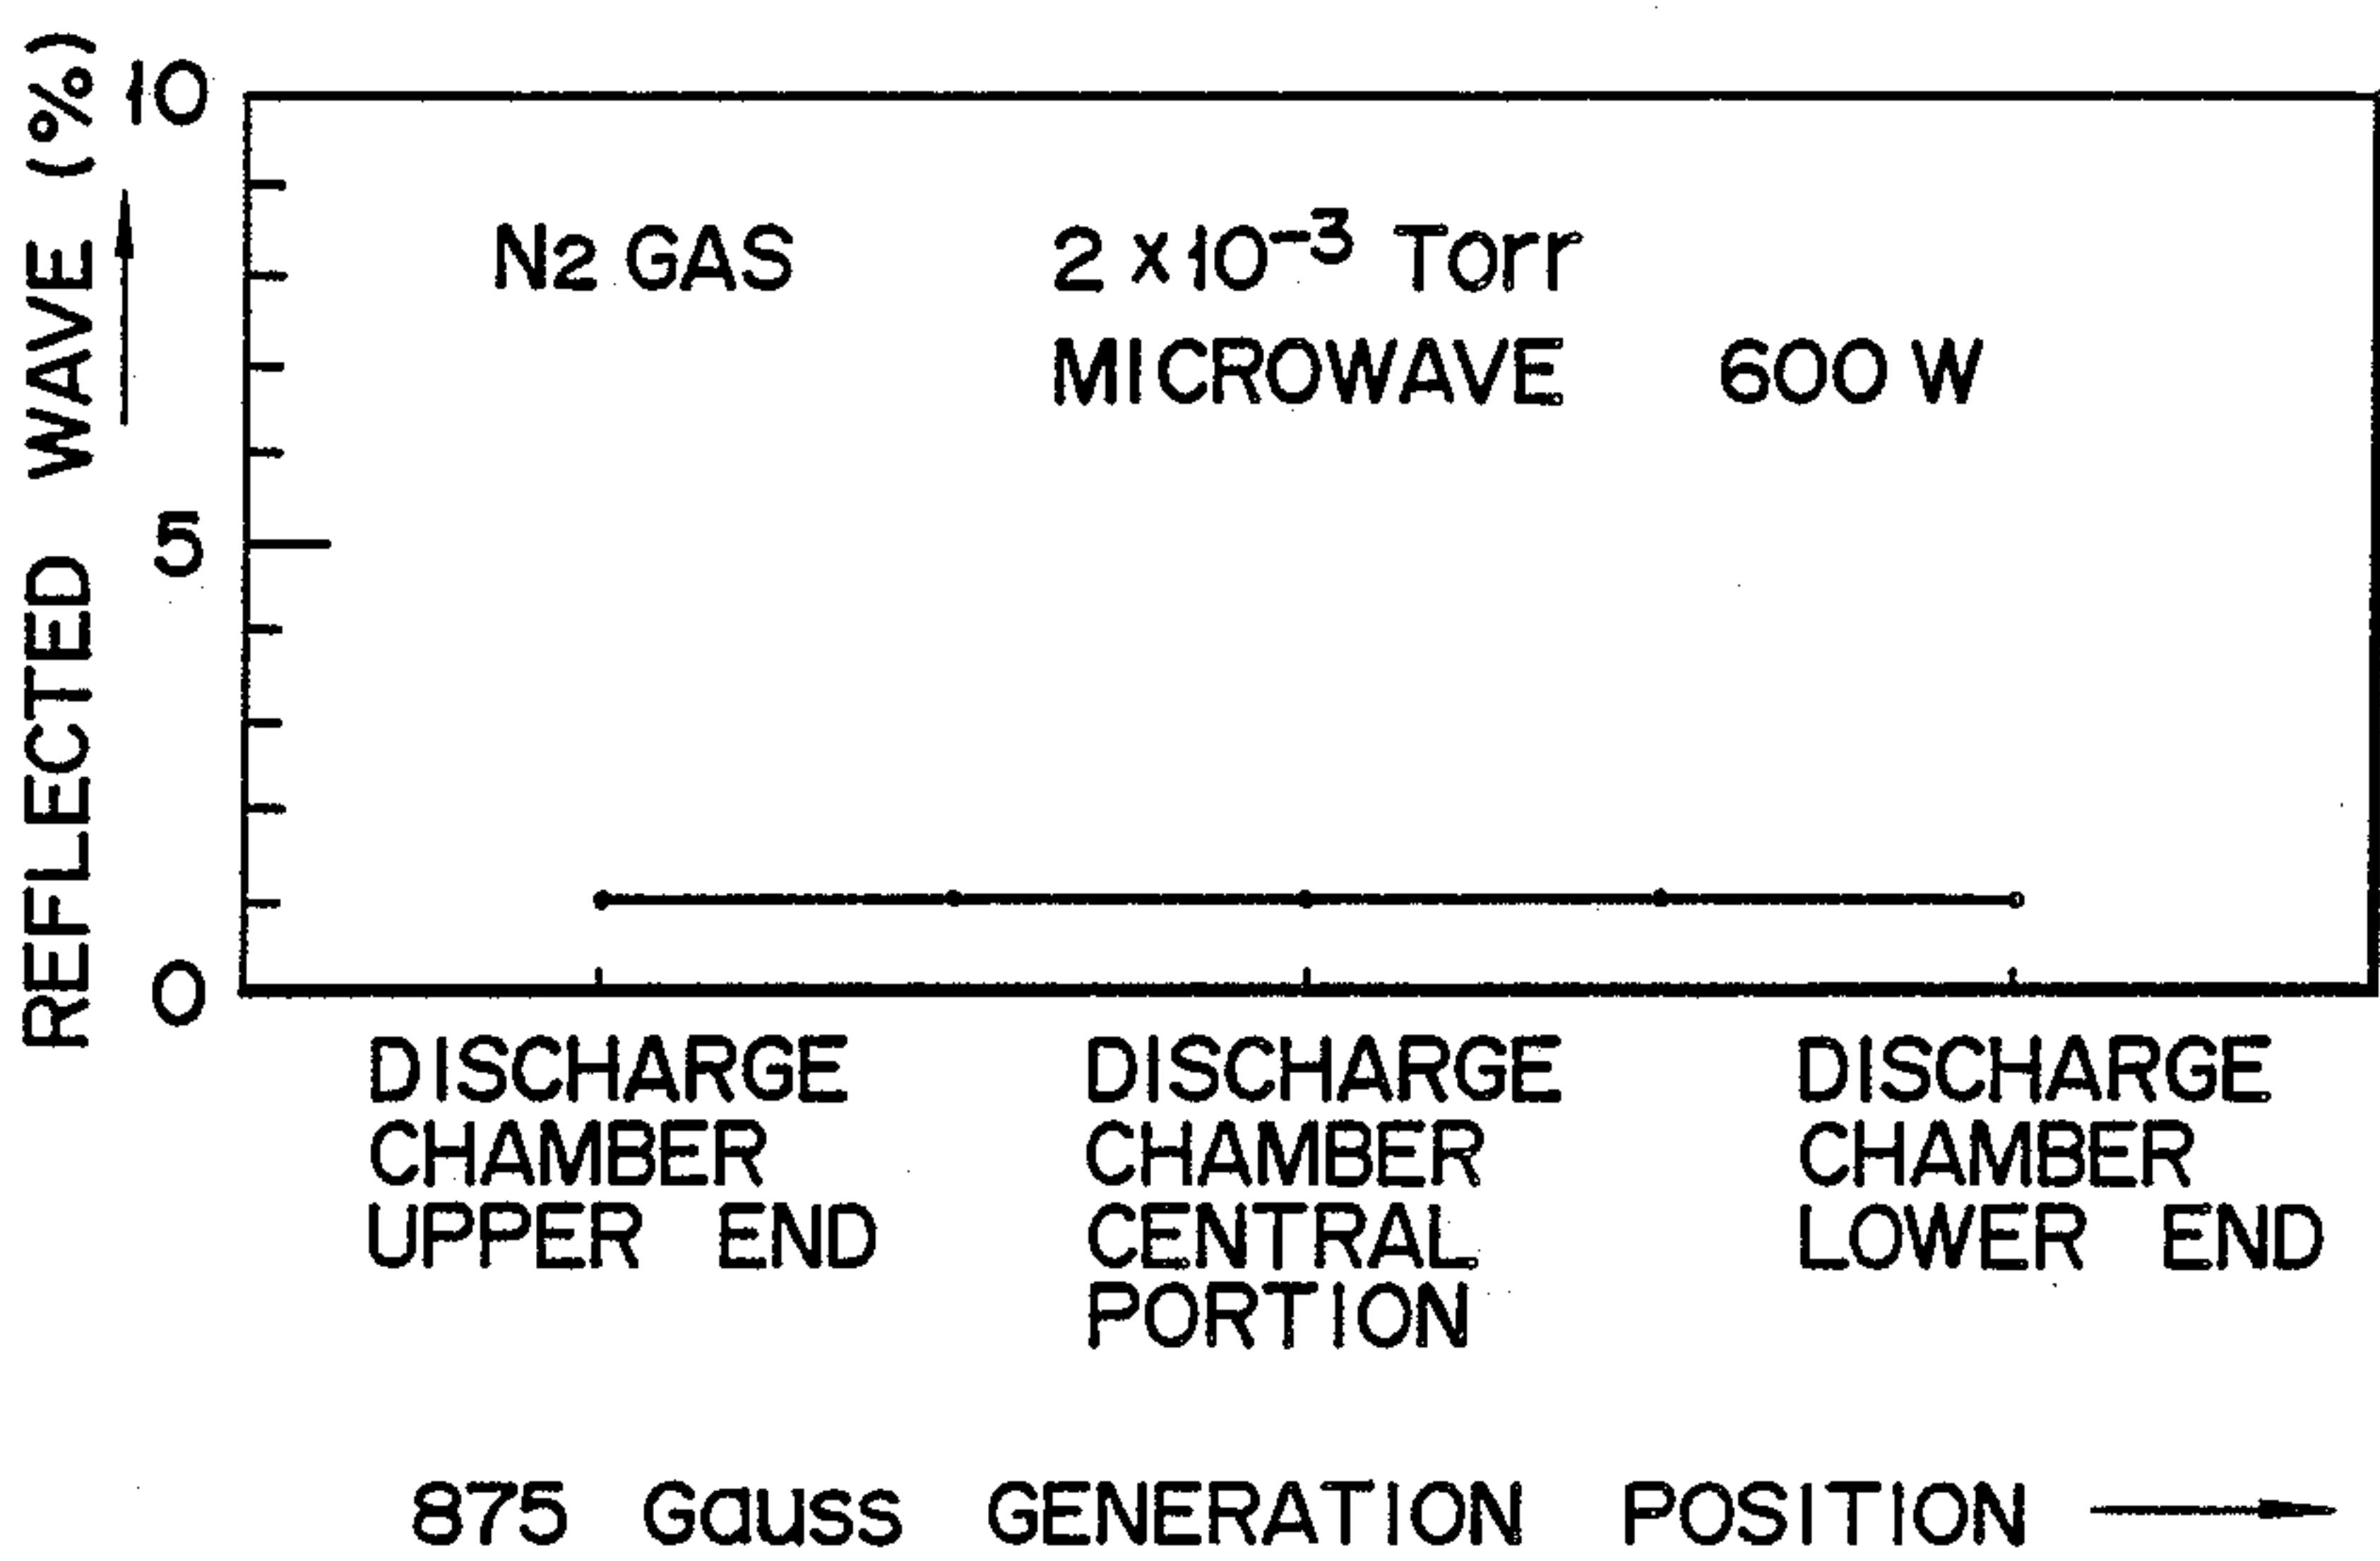 REFLECTED WAVE (%)
10
5
0
N2 GAS
2 x10⁻³ Torr
MICROWAVE 600 W
DISCHARGE
CHAMBER
UPPER END
DISCHARGE
CHAMBER
CENTRAL
PORTION
DISCHARGE
CHAMBER
LOWER END
875 Gauss GENERATION POSITION